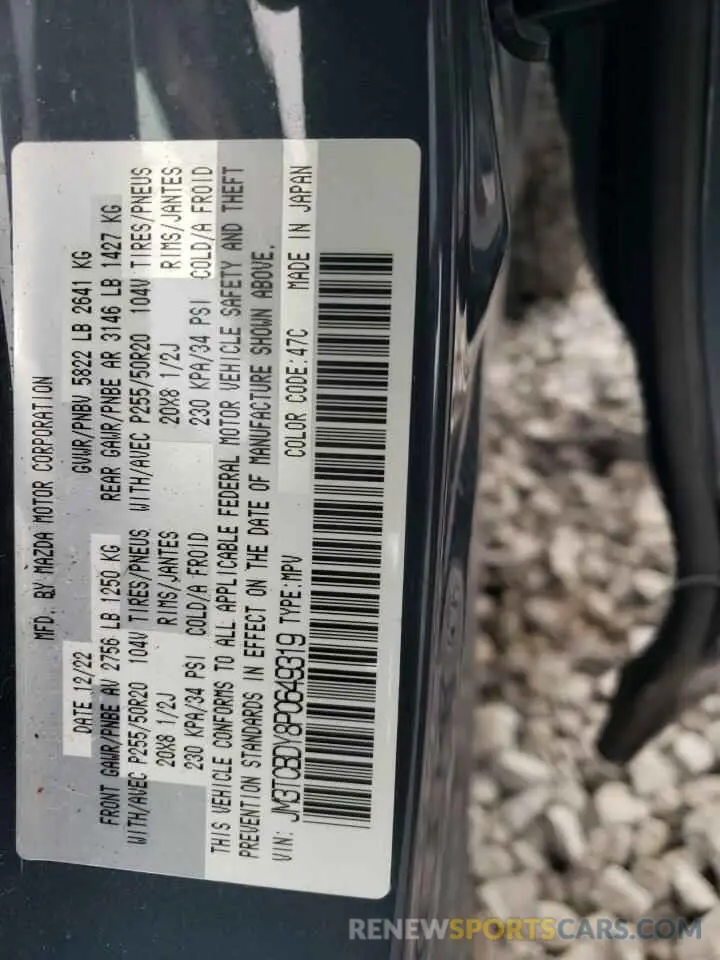 MFD. BY MAZDA MOTOR CORPORATION
DATE 12/22 GVWR/PNBV 5822 LB 2641 KG
FRONT GAWR/PNBE AV 2756 LB 1250 KG REAR GAWR/PNBE AR 3146 LB 1427 KG
WITH/AVEC P255/50R20 104V TIRES/PNEUS WITH/AVEC P255/50R20 104V TIRES/PNEUS
20X8 1/2J RIMS/JANTES 20X8 1/2J RIMS/JANTES
230 KPA/34 PSI COLD/A FROID 230 KPA/34 PSI COLD/A FROID
THIS VEHICLE CONFORMS TO ALL APPLICABLE FEDERAL MOTOR VEHICLE SAFETY AND THEFT
PREVENTION STANDARDS IN EFFECT ON THE DATE OF MANUFACTURE SHOWN ABOVE.
VIN: JM3TCBDY8P0649319 TYPE:MPV COLOR CODE:47C MADE IN JAPAN
RENEWSPORTSCARS.COM